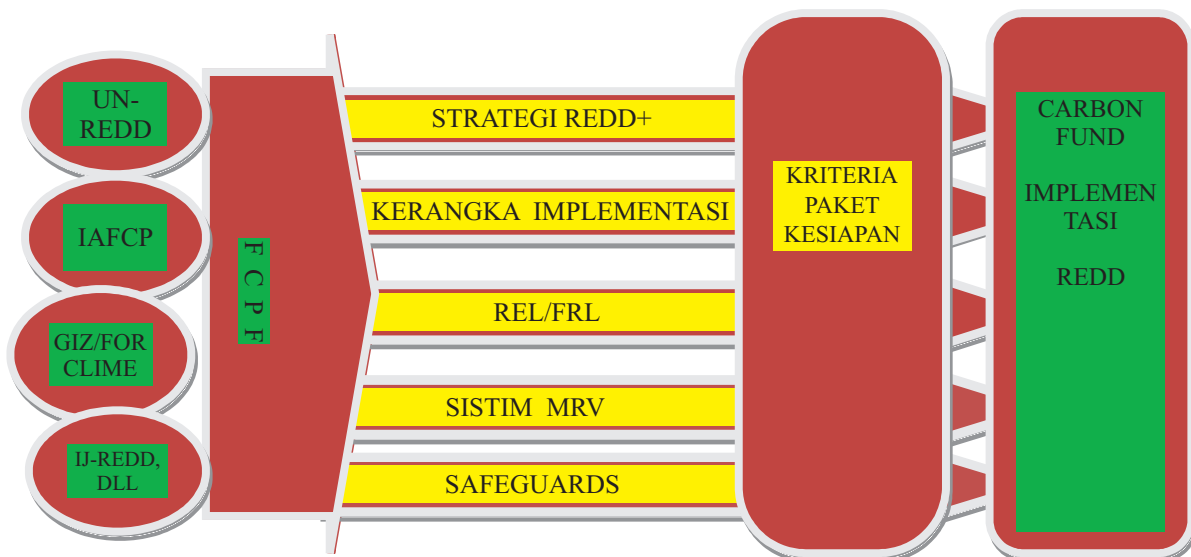 UN-
REDD
IAFCP
GIZ/FOR
CLIME
IJ-REDD,
DLL
F C P F
STRATEGI REDD+
KERANGKA IMPLEMENTASI
REL/FRL
SISTIM MRV
SAFEGUARDS
KRITERIA
PAKET
KESIAPAN
CARBON
FUND
IMPLEMEN
TASI
REDD